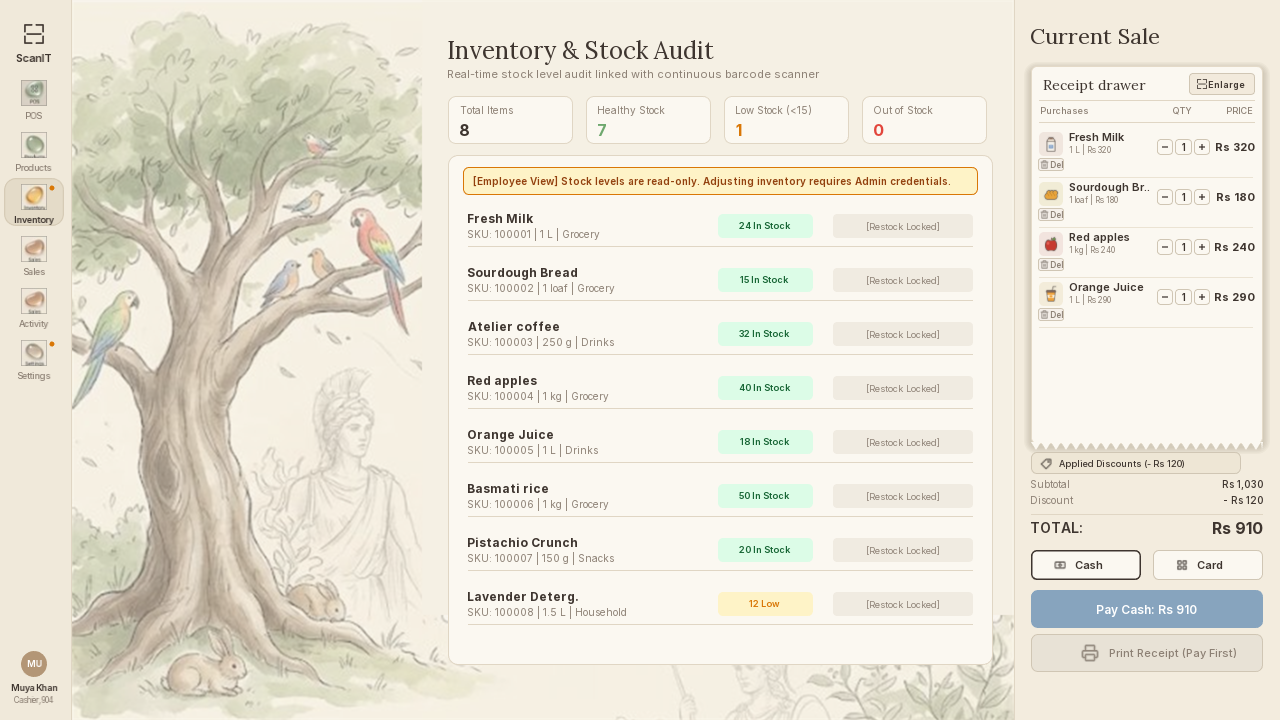 ScanIT
POS
POS
Products
Products
Inventory
Inventory
Sales
Sales
Sales
Activity
Settings
Settings
MU
Muya Khan
Casher,904
Inventory & Stock Audit
Real-time stock level audit linked with continuous barcode scanner
Total Items
8
Healthy Stock
7
Low Stock (<15)
1
Out of Stock
0
[Employee View] Stock levels are read-only. Adjusting inventory requires Admin credentials.
Fresh Milk
SKU: 100001 | 1 L | Grocery
24 In Stock
[Restock Locked]
Sourdough Bread
SKU: 100002 | 1 loaf | Grocery
15 In Stock
[Restock Locked]
Atelier coffee
SKU: 100003 | 250 g | Drinks
32 In Stock
[Restock Locked]
Red apples
SKU: 100004 | 1 kg | Grocery
40 In Stock
[Restock Locked]
Orange Juice
SKU: 100005 | 1 L | Drinks
18 In Stock
[Restock Locked]
Basmati rice
SKU: 100006 | 1 kg | Grocery
50 In Stock
[Restock Locked]
Pistachio Crunch
SKU: 100007 | 150 g | Snacks
20 In Stock
[Restock Locked]
Lavender Deterg.
SKU: 100008 | 1.5 L | Household
12 Low
[Restock Locked]
Current Sale
Receipt drawer
Enlarge
Purchases QTY PRICE
Fresh Milk
1 L | Rs 320
− 1 + Rs 320
Del
Sourdough Br..
1 loaf | Rs 180
− 1 + Rs 180
Del
Red apples
1 kg | Rs 240
− 1 + Rs 240
Del
Orange Juice
1 L | Rs 290
− 1 + Rs 290
Del
Applied Discounts (- Rs 120)
Subtotal Rs 1,030
Discount - Rs 120
TOTAL: Rs 910
Cash
Card
Pay Cash: Rs 910
Print Receipt (Pay First)